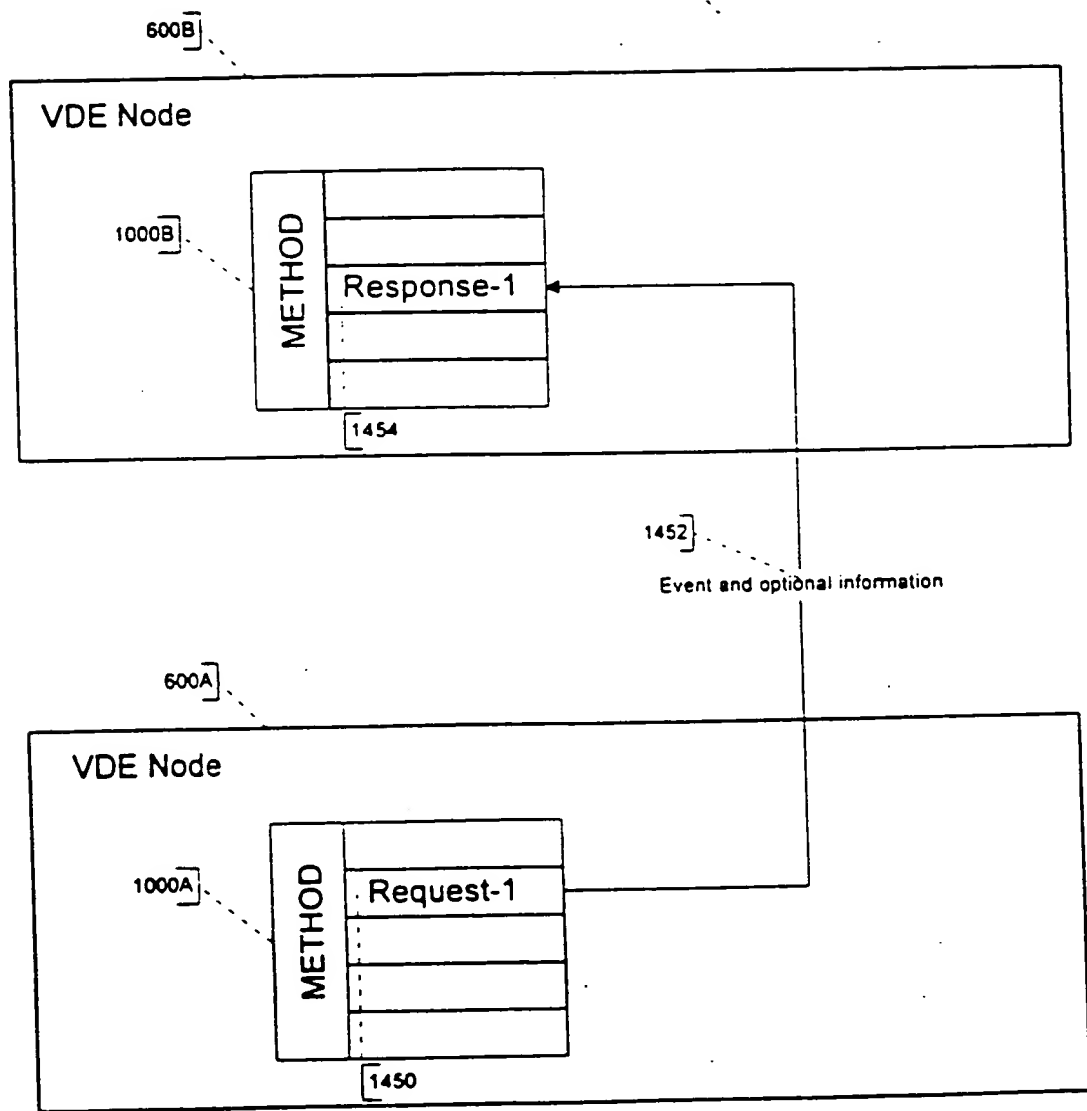 600B
VDE Node
1000B
METHOD
Response-1
1454
1452
Event and optional information
600A
VDE Node
1000A
METHOD
Request-1
1450